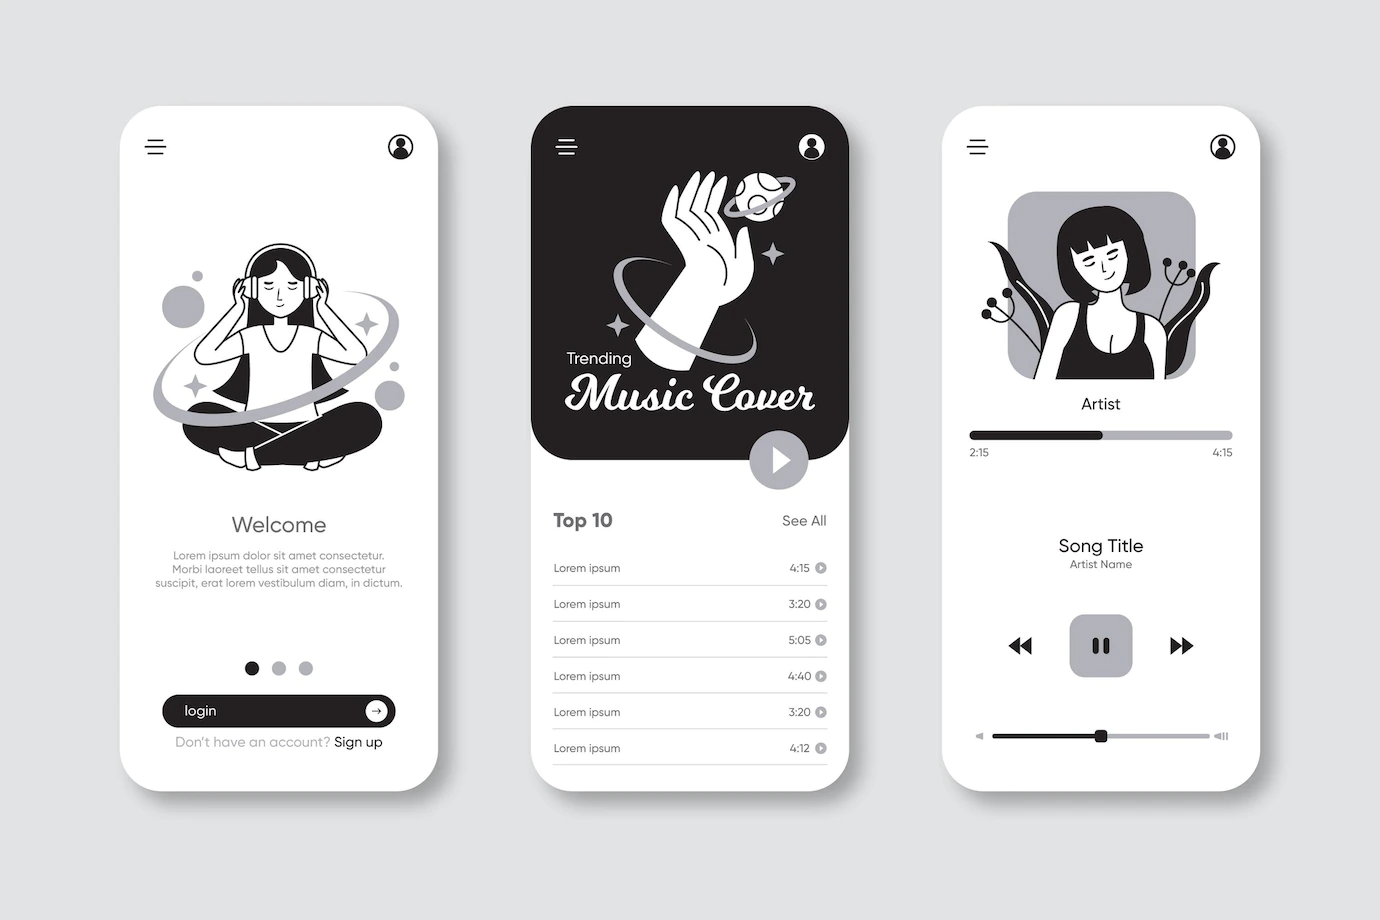 Welcome
Lorem ipsum dolor sit amet consectetur.
Morbi laoreet tellus sit amet consectetur
suscipit, erat lorem vestibulum diam, in dictum.
login
Don't have an account? Sign up
Trending
Music Cover
Top 10 See All
Lorem ipsum 4:15
Lorem ipsum 3:20
Lorem ipsum 5:05
Lorem ipsum 4:40
Lorem ipsum 3:20
Lorem ipsum 4:12
Artist
2:15 4:15
Song Title
Artist Name